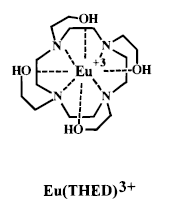 OH
N N
+3
HO Eu OH
N N
HO
Eu(THED)3+